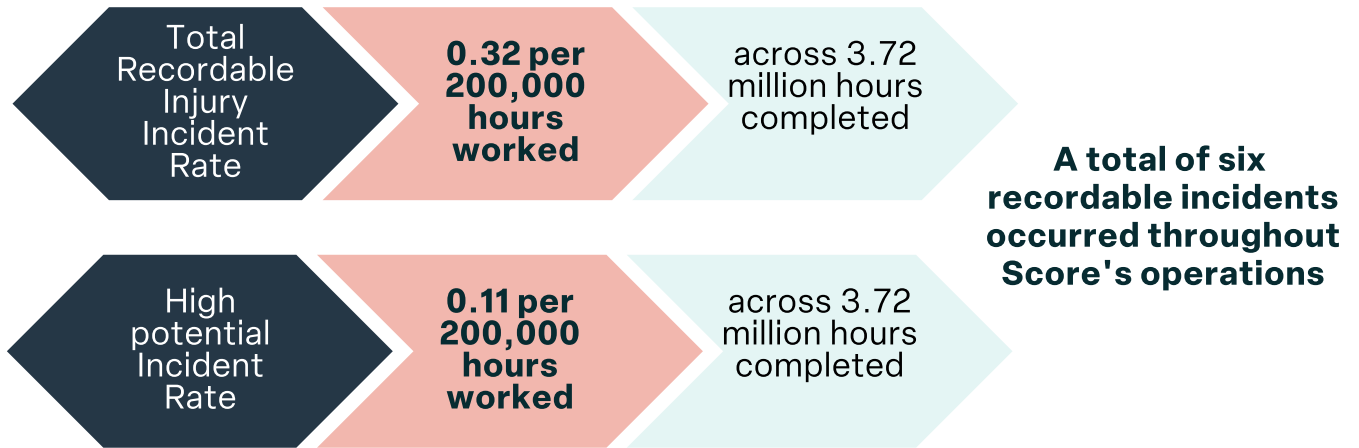 Total
Recordable
Injury
Incident
Rate
0.32 per
200,000
hours
worked
across 3.72
million hours
completed
High
potential
Incident
Rate
0.11 per
200,000
hours
worked
across 3.72
million hours
completed
A total of six
recordable incidents
occurred throughout
Score's operations